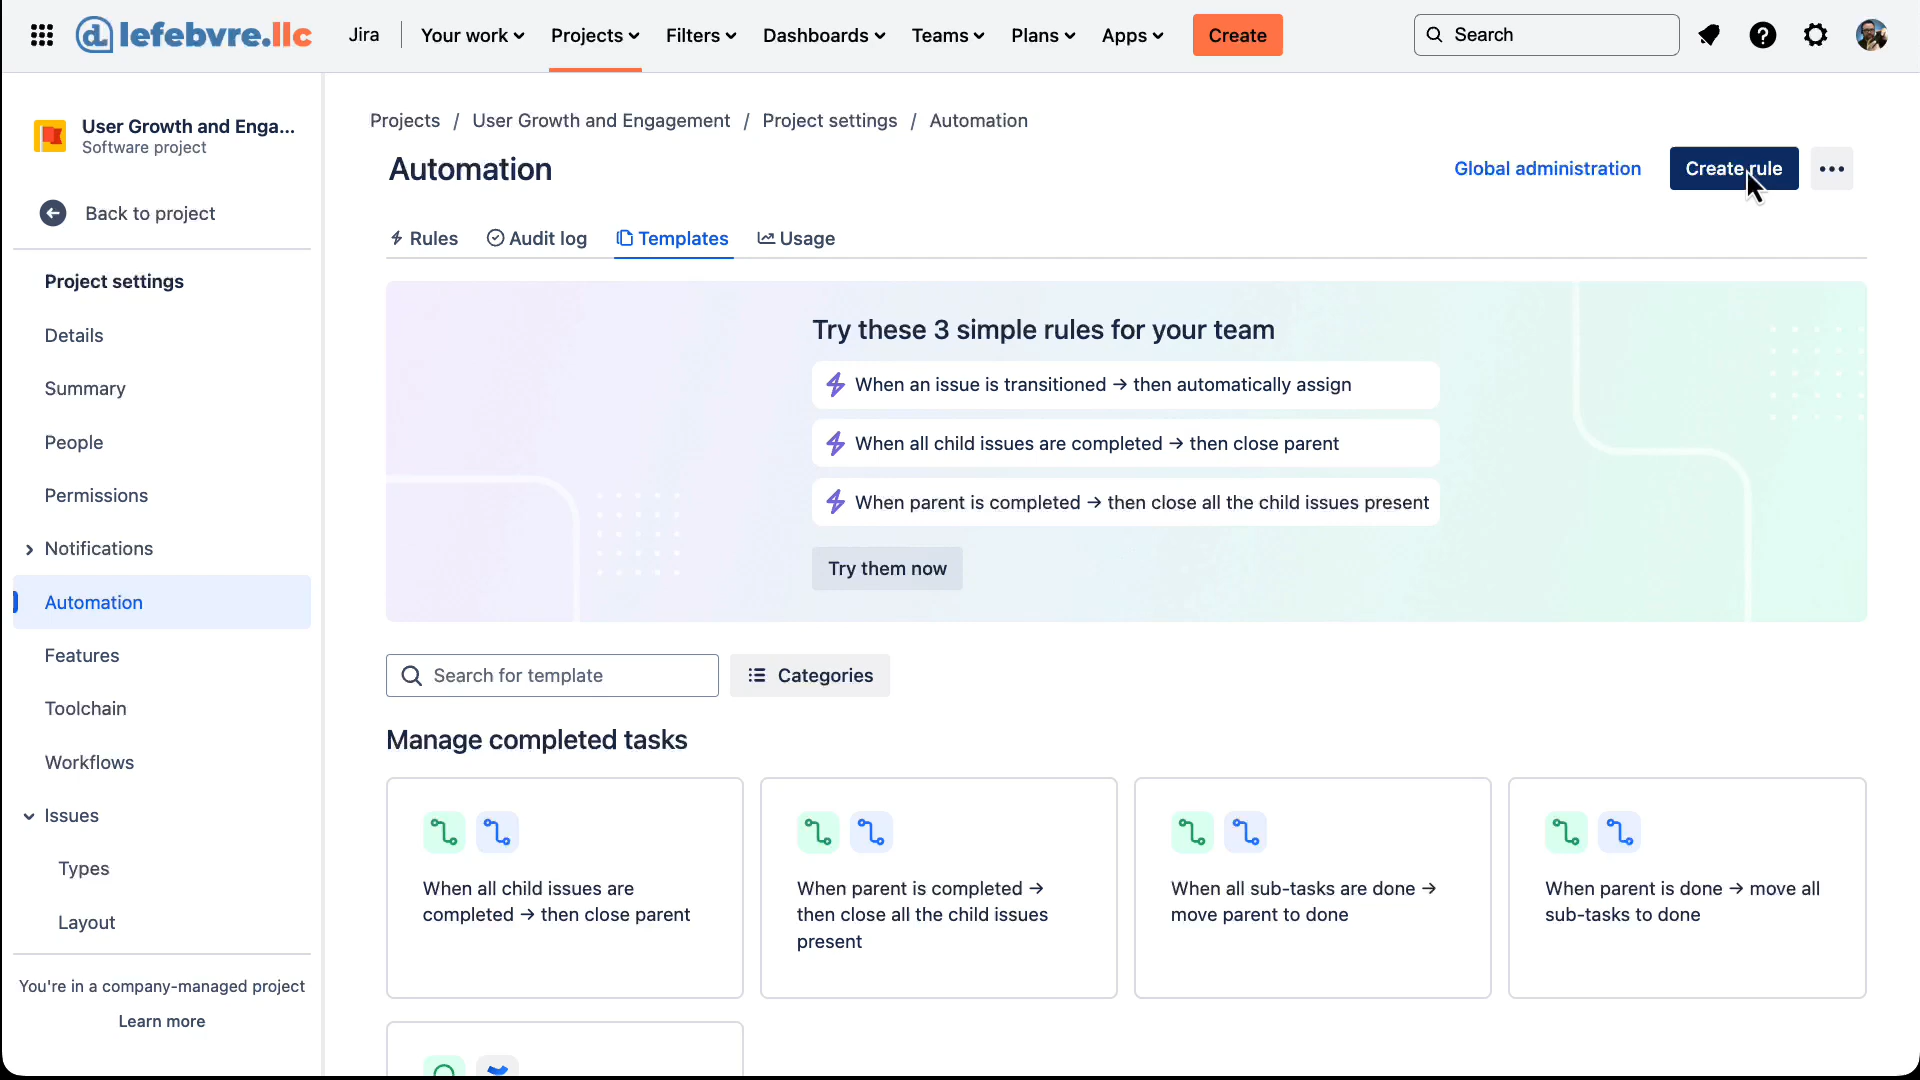 lefebvre.llc
Jira
Your work
Projects
Filters
Dashboards
Teams
Plans
Apps
Create
Search
User Growth and Enga...
Software project
Back to project
Project settings
Details
Summary
People
Permissions
Notifications
Automation
Features
Toolchain
Workflows
Issues
Types
Layout
You're in a company-managed project
Learn more
Projects / User Growth and Engagement / Project settings / Automation
Automation
Global administration
Create rule
Rules
Audit log
Templates
Usage
Try these 3 simple rules for your team
When an issue is transitioned → then automatically assign
When all child issues are completed → then close parent
When parent is completed → then close all the child issues present
Try them now
Search for template
Categories
Manage completed tasks
When all child issues are
completed → then close parent
When parent is completed →
then close all the child issues
present
When all sub-tasks are done →
move parent to done
When parent is done → move all
sub-tasks to done